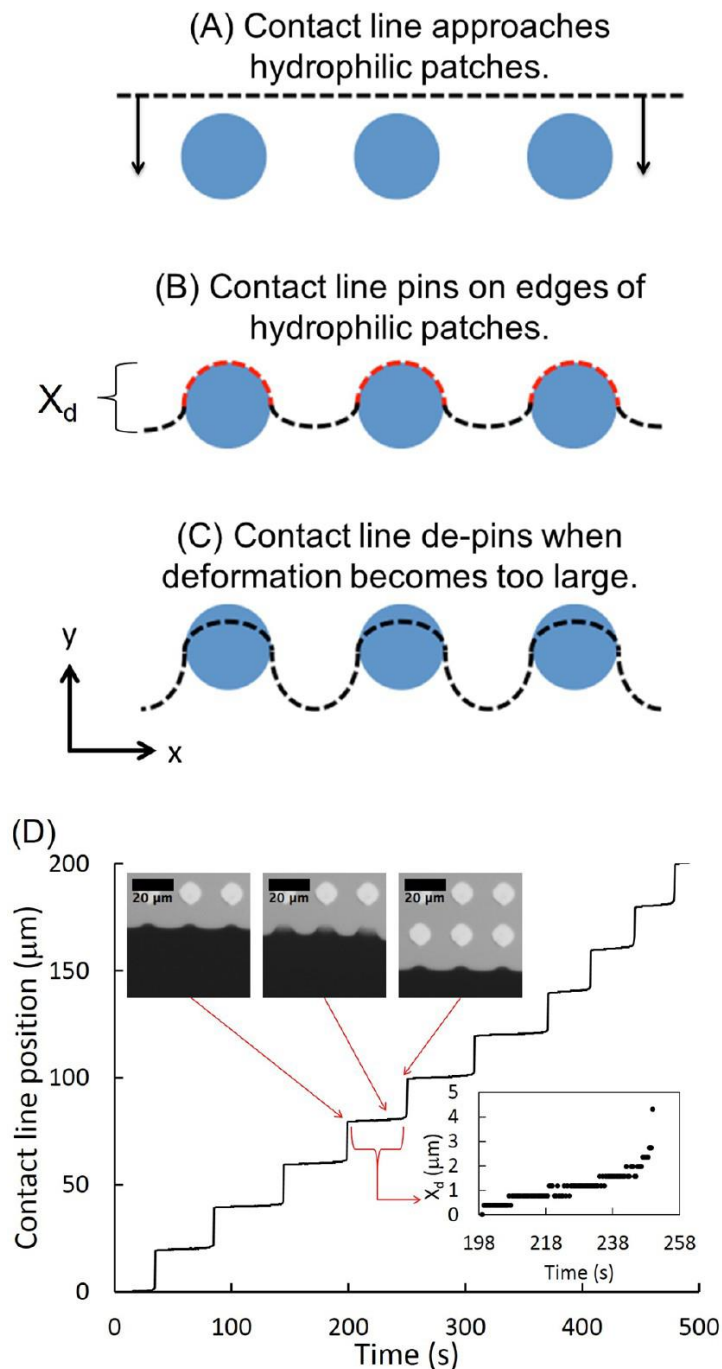 (A) Contact line approaches
hydrophilic patches.
(B) Contact line pins on edges of
hydrophilic patches.
Xd
(C) Contact line de-pins when
deformation becomes too large.
y
x
(D)
200
150
100
50
0
Contact line position (μm)
20 μm
20 μm
20 μm
5
4
3
2
1
0
Xd (μm)
198 218 238 258
Time (s)
0 100 200 300 400 500
Time (s)